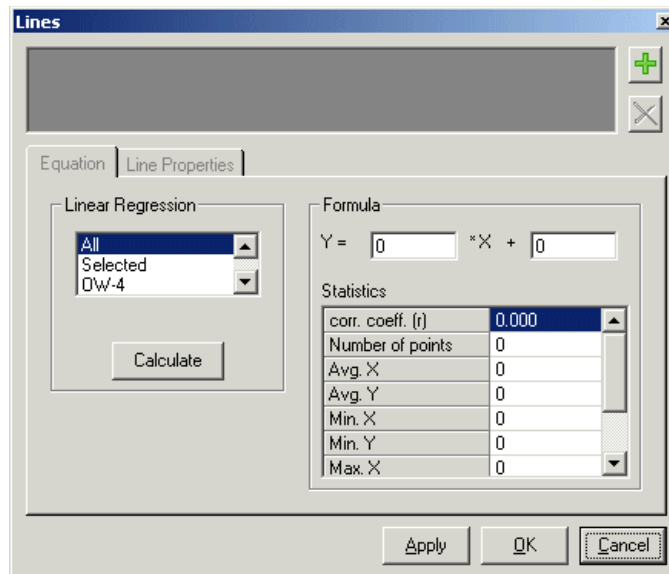 Lines
Equation
Line Properties
Linear Regression
All
Selected
OW-4
Calculate
Formula
Y = 0 *X + 0
Statistics
corr. coeff. (r) 0.000
Number of points 0
Avg. X 0
Avg. Y 0
Min. X 0
Min. Y 0
Max. X 0
Apply
OK
Cancel